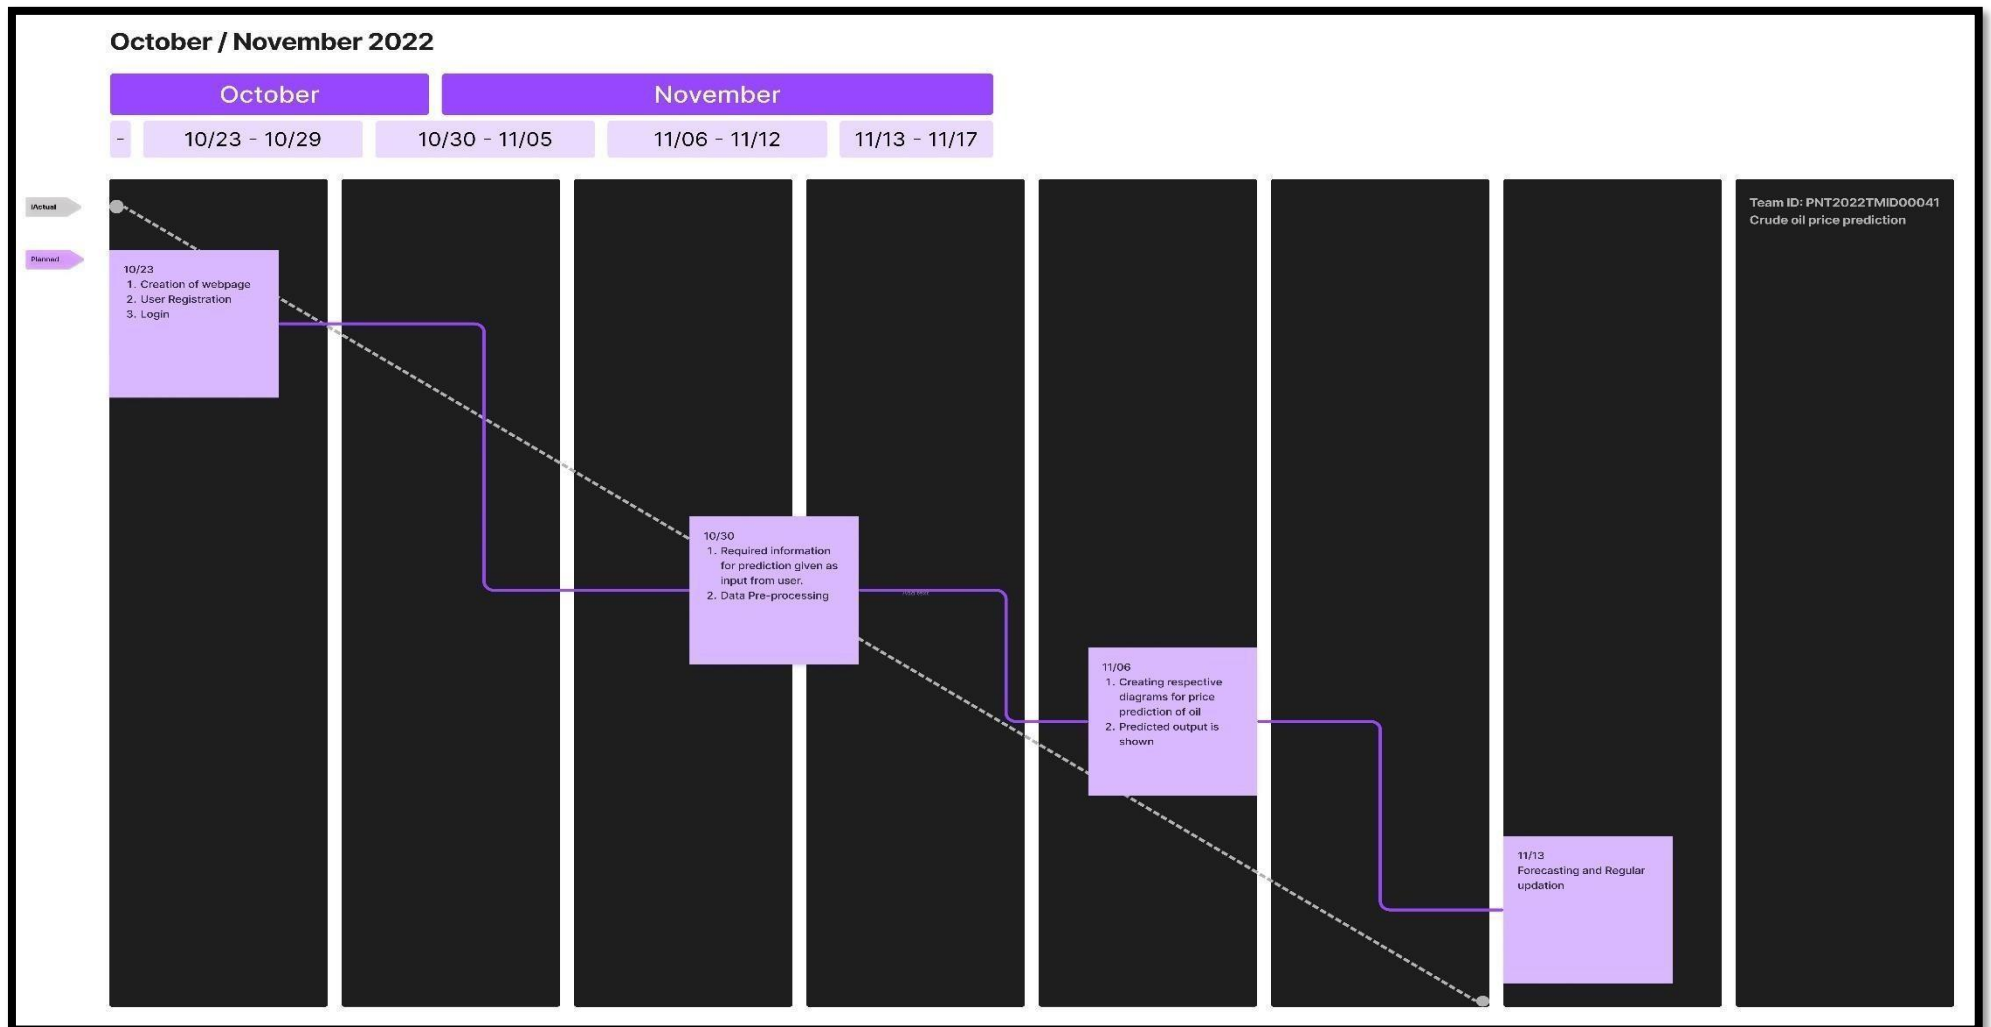 October / November 2022
October
November
-
10/23 - 10/29
10/30 - 11/05
11/06 - 11/12
11/13 - 11/17
iActual
Planned
Team ID: PNT2022TMID00041
Crude oil price prediction
10/23
1. Creation of webpage
2. User Registration
3. Login
10/30
1. Required information
for prediction given as
input from user.
2. Data Pre-processing
Add text
11/06
1. Creating respective
diagrams for price
prediction of oil
2. Predicted output is
shown
11/13
Forecasting and Regular
updation